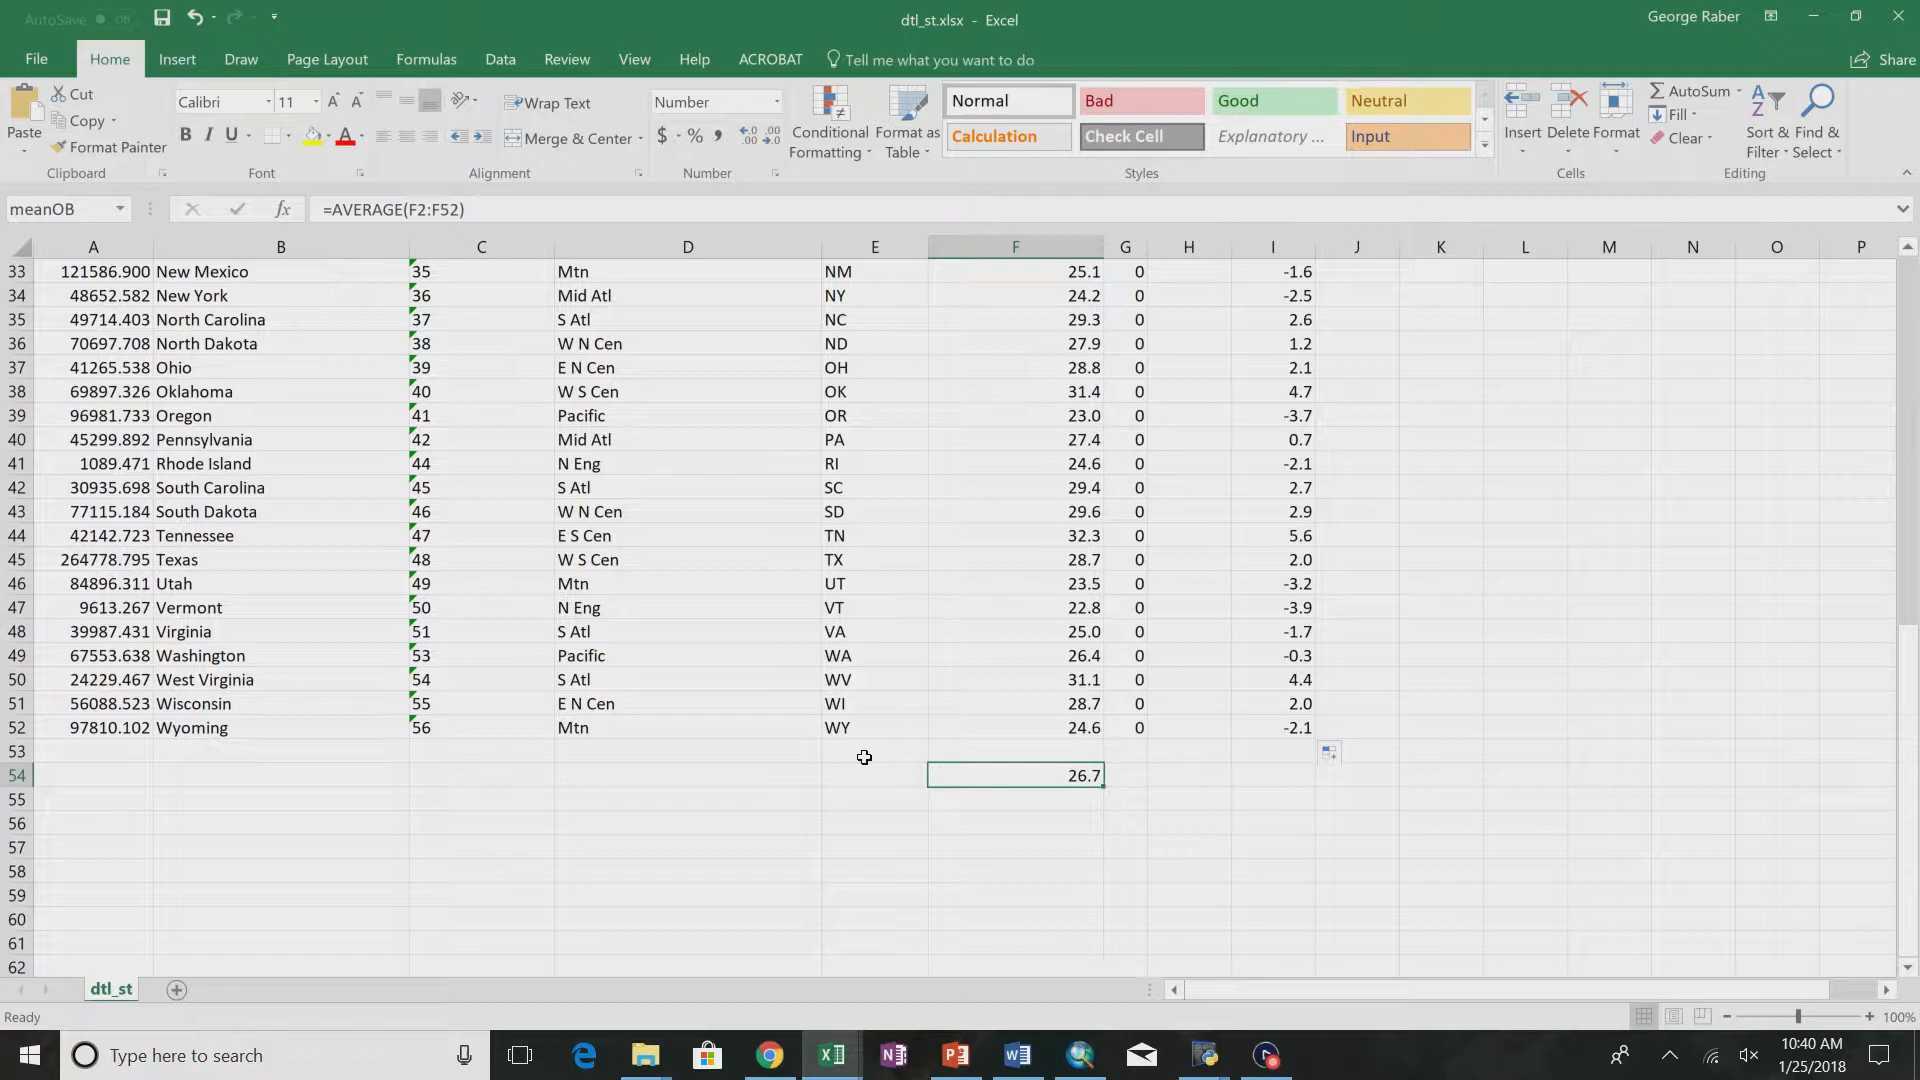 AutoSave Off dtl_st.xlsx - Excel George Raber
File Home Insert Draw Page Layout Formulas Data Review View Help ACROBAT Tell me what you want to do Share
Paste Cut Copy Format Painter Clipboard
Calibri 11 B I U Font
Wrap Text Merge & Center Alignment
Number $ % Number
Conditional Formatting Format as Table
Normal Bad Good Neutral
Calculation Check Cell Explanatory ... Input
Styles
Insert Delete Format Cells
AutoSum Fill Clear Sort & Filter Find & Select Editing
meanOB fx =AVERAGE(F2:F52)
A B C D E F G H I J K L M N O P
33 121586.900 New Mexico 35 Mtn NM 25.1 0 -1.6
34 48652.582 New York 36 Mid Atl NY 24.2 0 -2.5
35 49714.403 North Carolina 37 S Atl NC 29.3 0 2.6
36 70697.708 North Dakota 38 W N Cen ND 27.9 0 1.2
37 41265.538 Ohio 39 E N Cen OH 28.8 0 2.1
38 69897.326 Oklahoma 40 W S Cen OK 31.4 0 4.7
39 96981.733 Oregon 41 Pacific OR 23.0 0 -3.7
40 45299.892 Pennsylvania 42 Mid Atl PA 27.4 0 0.7
41 1089.471 Rhode Island 44 N Eng RI 24.6 0 -2.1
42 30935.698 South Carolina 45 S Atl SC 29.4 0 2.7
43 77115.184 South Dakota 46 W N Cen SD 29.6 0 2.9
44 42142.723 Tennessee 47 E S Cen TN 32.3 0 5.6
45 264778.795 Texas 48 W S Cen TX 28.7 0 2.0
46 84896.311 Utah 49 Mtn UT 23.5 0 -3.2
47 9613.267 Vermont 50 N Eng VT 22.8 0 -3.9
48 39987.431 Virginia 51 S Atl VA 25.0 0 -1.7
49 67553.638 Washington 53 Pacific WA 26.4 0 -0.3
50 24229.467 West Virginia 54 S Atl WV 31.1 0 4.4
51 56088.523 Wisconsin 55 E N Cen WI 28.7 0 2.0
52 97810.102 Wyoming 56 Mtn WY 24.6 0 -2.1
53
54 26.7
55
56
57
58
59
60
61
62
dtl_st
Ready 100%
Type here to search 10:40 AM
1/25/2018